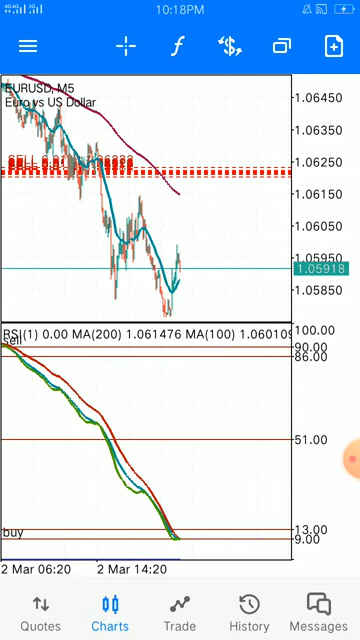 10:18PM
EURUSD, M5
Euro vs US Dollar
1.06450
1.06350
1.06250
1.06150
1.06050
1.05950
1.05918
1.05850
RSI(1) 0.00 MA(200) 1.061476 MA(100) 1.060109
sell
100.00
90.00
86.00
51.00
13.00
buy
9.00
2 Mar 06:20
2 Mar 14:20
Quotes
Charts
Trade
History
Messages